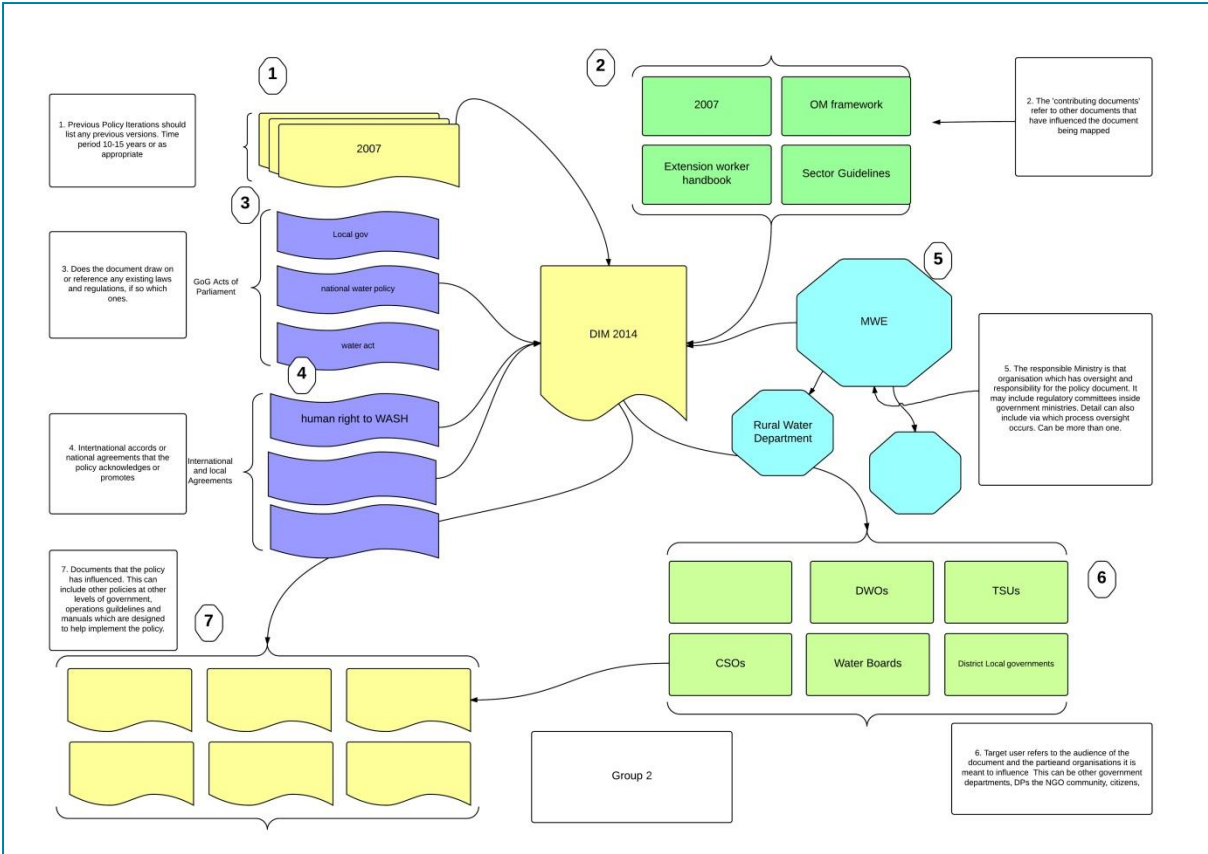 1
1. Previous Policy Iterations should
list any previous versions. Time
period 10-15 years or as
appropriate
2007
2
2007
OM framework
Extension worker
handbook
Sector Guidelines
2. The 'contributing documents'
refer to other documents that
have influenced the document
being mapped
3
3. Does the document draw on
or reference any existing laws
and regulations, if so which
ones.
GoG Acts of
Parliament
Local gov
national water policy
water act
DIM 2014
5
MWE
Rural Water
Department
5. The responsible Ministry is that
organisation which has oversight and
responsibility for the policy document. It
may include regulatory committees inside
government ministries. Detail can also
include via which process oversight
occurs. Can be more than one.
4
4. Intertnational accords or
national agreements that the
policy acknowledges or
promotes
International
and local
Agreements
human right to WASH
7. Documents that the policy
has influenced. This can
include other policies at other
levels of government,
operations guildelines and
manuals which are designed
to help implement the policy.
7
6
DWOs
TSUs
CSOs
Water Boards
District Local governments
Group 2
6. Target user refers to the audience of the
document and the partieand organisations it is
meant to influence  This can be other government
departments, DPs the NGO community, citizens,